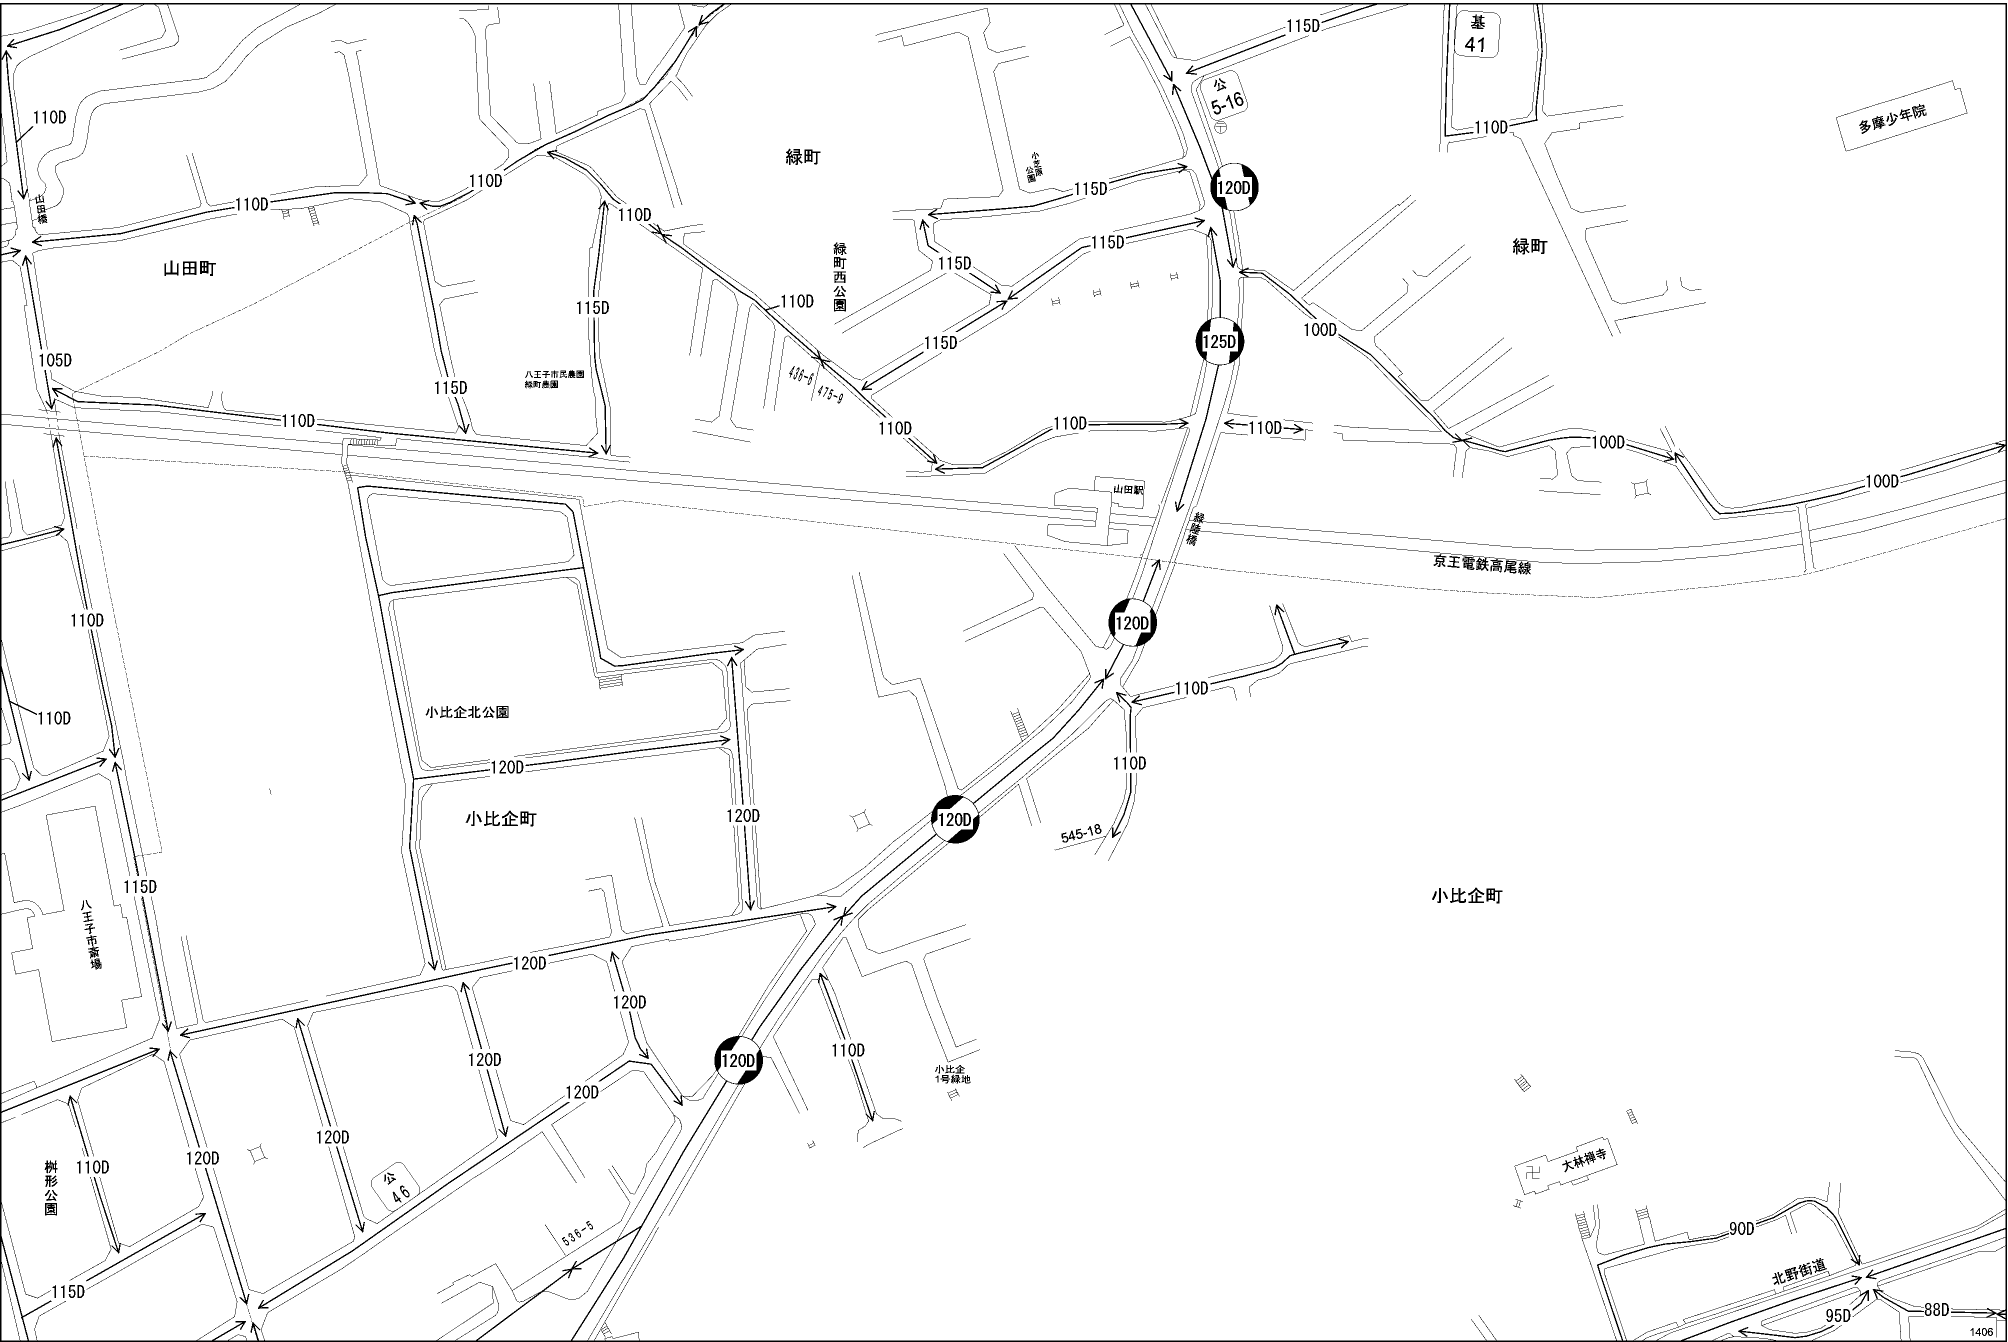 115D
基
41
公
5-16
110D
110D
多摩少年院
緑町
小芝原
公園
110D
115D
120D
山田橋
110D
110D
緑町
115D
緑町西公園
115D
山田町
110D
115D
115D
100D
125D
115D
105D
115D
八王子市民農園
緑町農園
436-6
475-9
110D
110D
110D
110D
100D
100D
山田駅
緑陸橋
京王電鉄高尾線
110D
120D
110D
110D
小比企北公園
120D
110D
120D
小比企町
120D
545-18
115D
小比企町
八王子市斎場
120D
120D
120D
110D
120D
小比企
1号緑地
120D
120D
110D
120D
桝形公園
公
46
大林禅寺
536-5
90D
北野街道
115D
95D
88D
1406